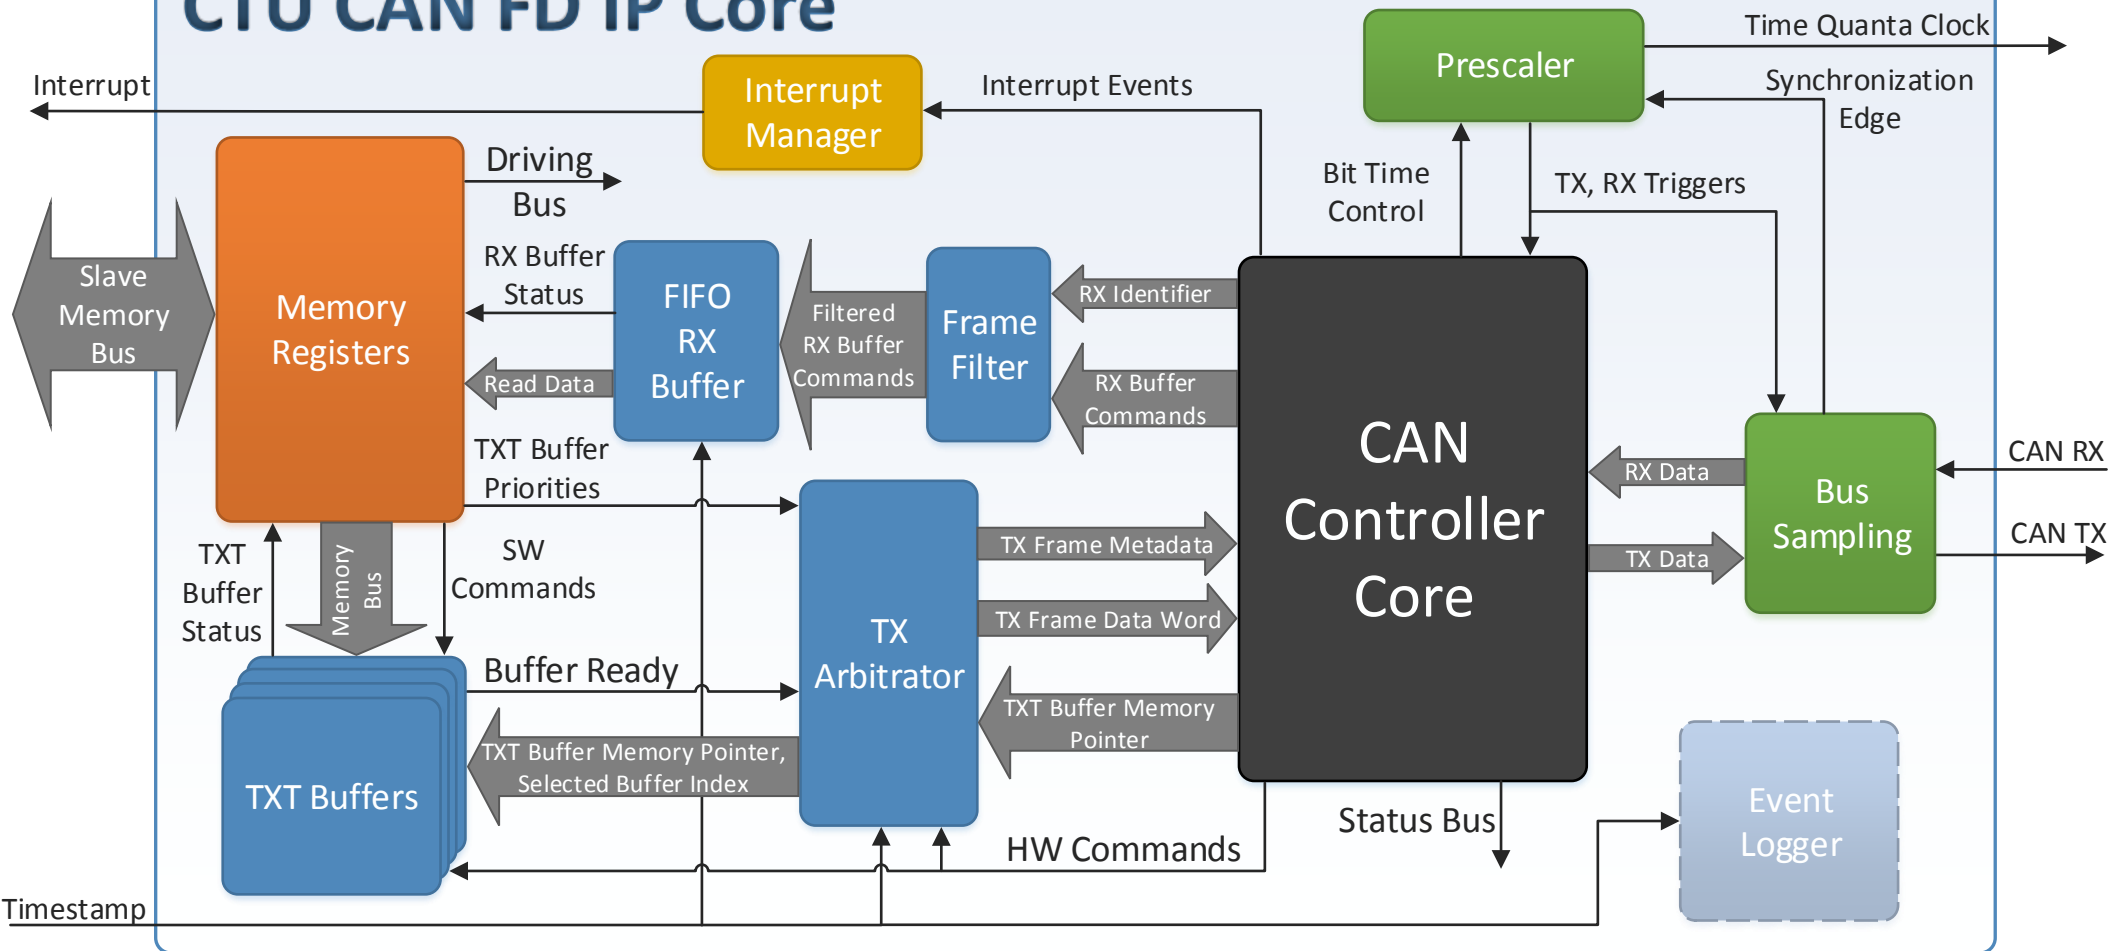 CTU CAN FD IP Core
Time Quanta Clock
Prescaler
Synchronization
Edge
Interrupt
Interrupt
Manager
Interrupt Events
Driving
Bus
Bit Time
Control
TX, RX Triggers
Slave
Memory
Bus
Memory
Registers
RX Buffer
Status
FIFO
RX
Buffer
Filtered
RX Buffer
Commands
Frame
Filter
RX Identifier
RX Buffer
Commands
Read Data
CAN
Controller
Core
TXT Buffer
Priorities
RX Data
TX Data
Bus
Sampling
CAN RX
CAN TX
TXT
Buffer
Status
Memory
Bus
SW
Commands
TX Frame Metadata
TX Frame Data Word
TX
Arbitrator
Buffer Ready
TXT Buffer Memory
Pointer
TXT Buffer Memory Pointer,
Selected Buffer Index
TXT Buffers
HW Commands
Status Bus
Event
Logger
Timestamp